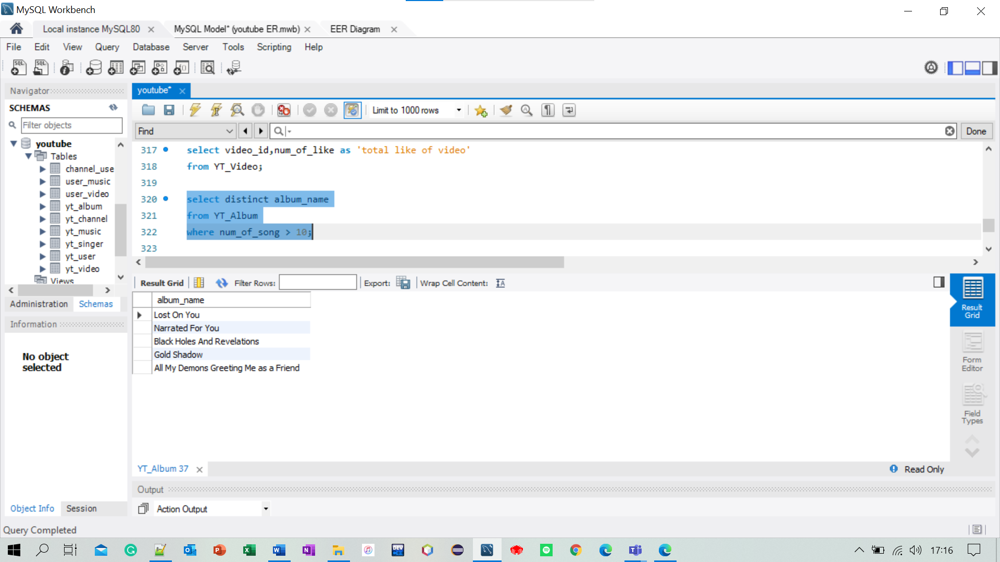 MySQL Workbench
Local instance MySQL80
MySQL Model* (youtube ER.mwb)
EER Diagram
File Edit View Query Database Server Tools Scripting Help
Navigator
SCHEMAS
Filter objects
youtube
Tables
channel_use
user_music
user_video
yt_album
yt_channel
yt_music
yt_singer
yt_user
yt_video
Views
Administration Schemas
Information
No object
selected
Object Info Session
youtube*
Limit to 1000 rows
Find
Done
317 select video_id,num_of_like as 'total like of video'
318 from YT_Video;
319
320 select distinct album_name
321 from YT_Album
322 where num_of_song > 10;
323
Result Grid Filter Rows: Export: Wrap Cell Content:
album_name
Lost On You
Narrated For You
Black Holes And Revelations
Gold Shadow
All My Demons Greeting Me as a Friend
Result
Grid
Form
Editor
Field
Types
YT_Album 37
Read Only
Output
Action Output
Query Completed
17:16